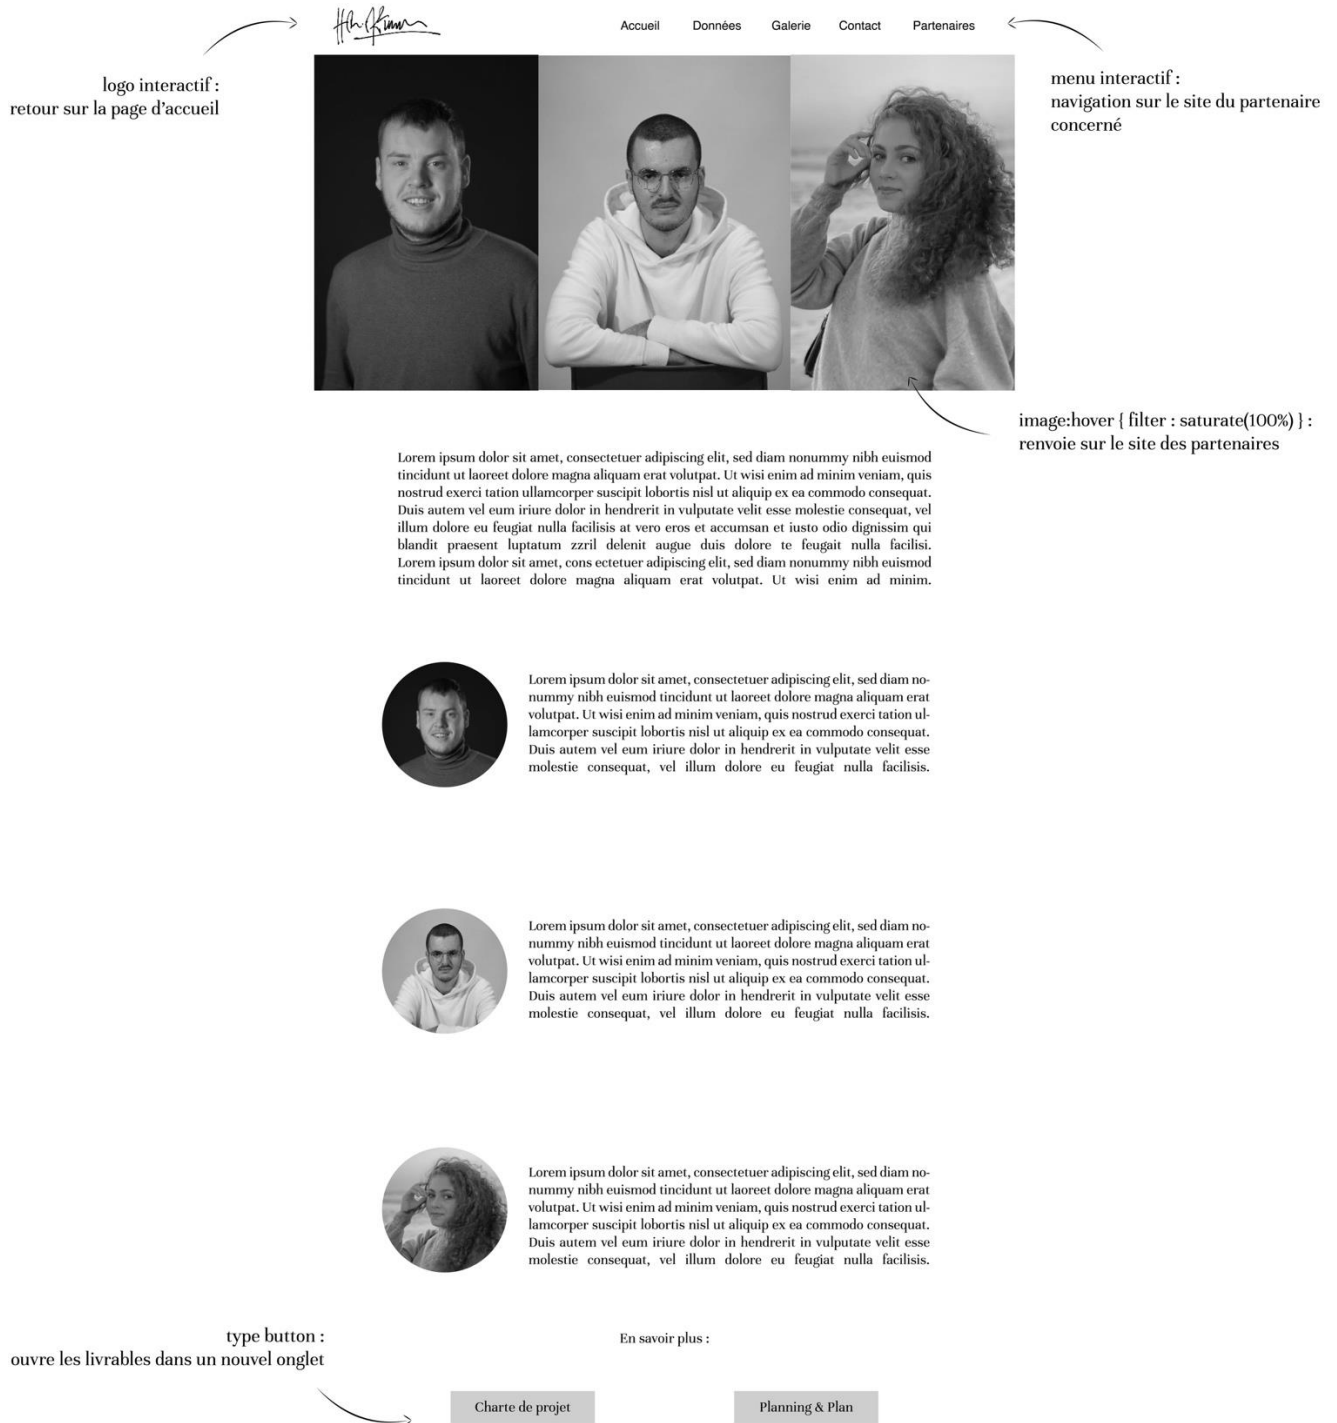 Accueil Données Galerie Contact Partenaires
logo interactif :
retour sur la page d'accueil
menu interactif :
navigation sur le site du partenaire
concerné
image:hover { filter : saturate(100%) } :
renvoie sur le site des partenaires
Lorem ipsum dolor sit amet, consectetuer adipiscing elit, sed diam nonummy nibh euismod
tincidunt ut laoreet dolore magna aliquam erat volutpat. Ut wisi enim ad minim veniam, quis
nostrud exerci tation ullamcorper suscipit lobortis nisl ut aliquip ex ea commodo consequat.
Duis autem vel eum iriure dolor in hendrerit in vulputate velit esse molestie consequat, vel
illum dolore eu feugiat nulla facilisis at vero eros et accumsan et iusto odio dignissim qui
blandit praesent luptatum zzril delenit augue duis dolore te feugait nulla facilisi.
Lorem ipsum dolor sit amet, cons ectetuer adipiscing elit, sed diam nonummy nibh euismod
tincidunt ut laoreet dolore magna aliquam erat volutpat. Ut wisi enim ad minim.
Lorem ipsum dolor sit amet, consectetuer adipiscing elit, sed diam no-
nummy nibh euismod tincidunt ut laoreet dolore magna aliquam erat
volutpat. Ut wisi enim ad minim veniam, quis nostrud exerci tation ul-
lamcorper suscipit lobortis nisl ut aliquip ex ea commodo consequat.
Duis autem vel eum iriure dolor in hendrerit in vulputate velit esse
molestie consequat, vel illum dolore eu feugiat nulla facilisis.
Lorem ipsum dolor sit amet, consectetuer adipiscing elit, sed diam no-
nummy nibh euismod tincidunt ut laoreet dolore magna aliquam erat
volutpat. Ut wisi enim ad minim veniam, quis nostrud exerci tation ul-
lamcorper suscipit lobortis nisl ut aliquip ex ea commodo consequat.
Duis autem vel eum iriure dolor in hendrerit in vulputate velit esse
molestie consequat, vel illum dolore eu feugiat nulla facilisis.
Lorem ipsum dolor sit amet, consectetuer adipiscing elit, sed diam no-
nummy nibh euismod tincidunt ut laoreet dolore magna aliquam erat
volutpat. Ut wisi enim ad minim veniam, quis nostrud exerci tation ul-
lamcorper suscipit lobortis nisl ut aliquip ex ea commodo consequat.
Duis autem vel eum iriure dolor in hendrerit in vulputate velit esse
molestie consequat, vel illum dolore eu feugiat nulla facilisis.
type button :
ouvre les livrables dans un nouvel onglet
En savoir plus :
Charte de projet
Planning & Plan